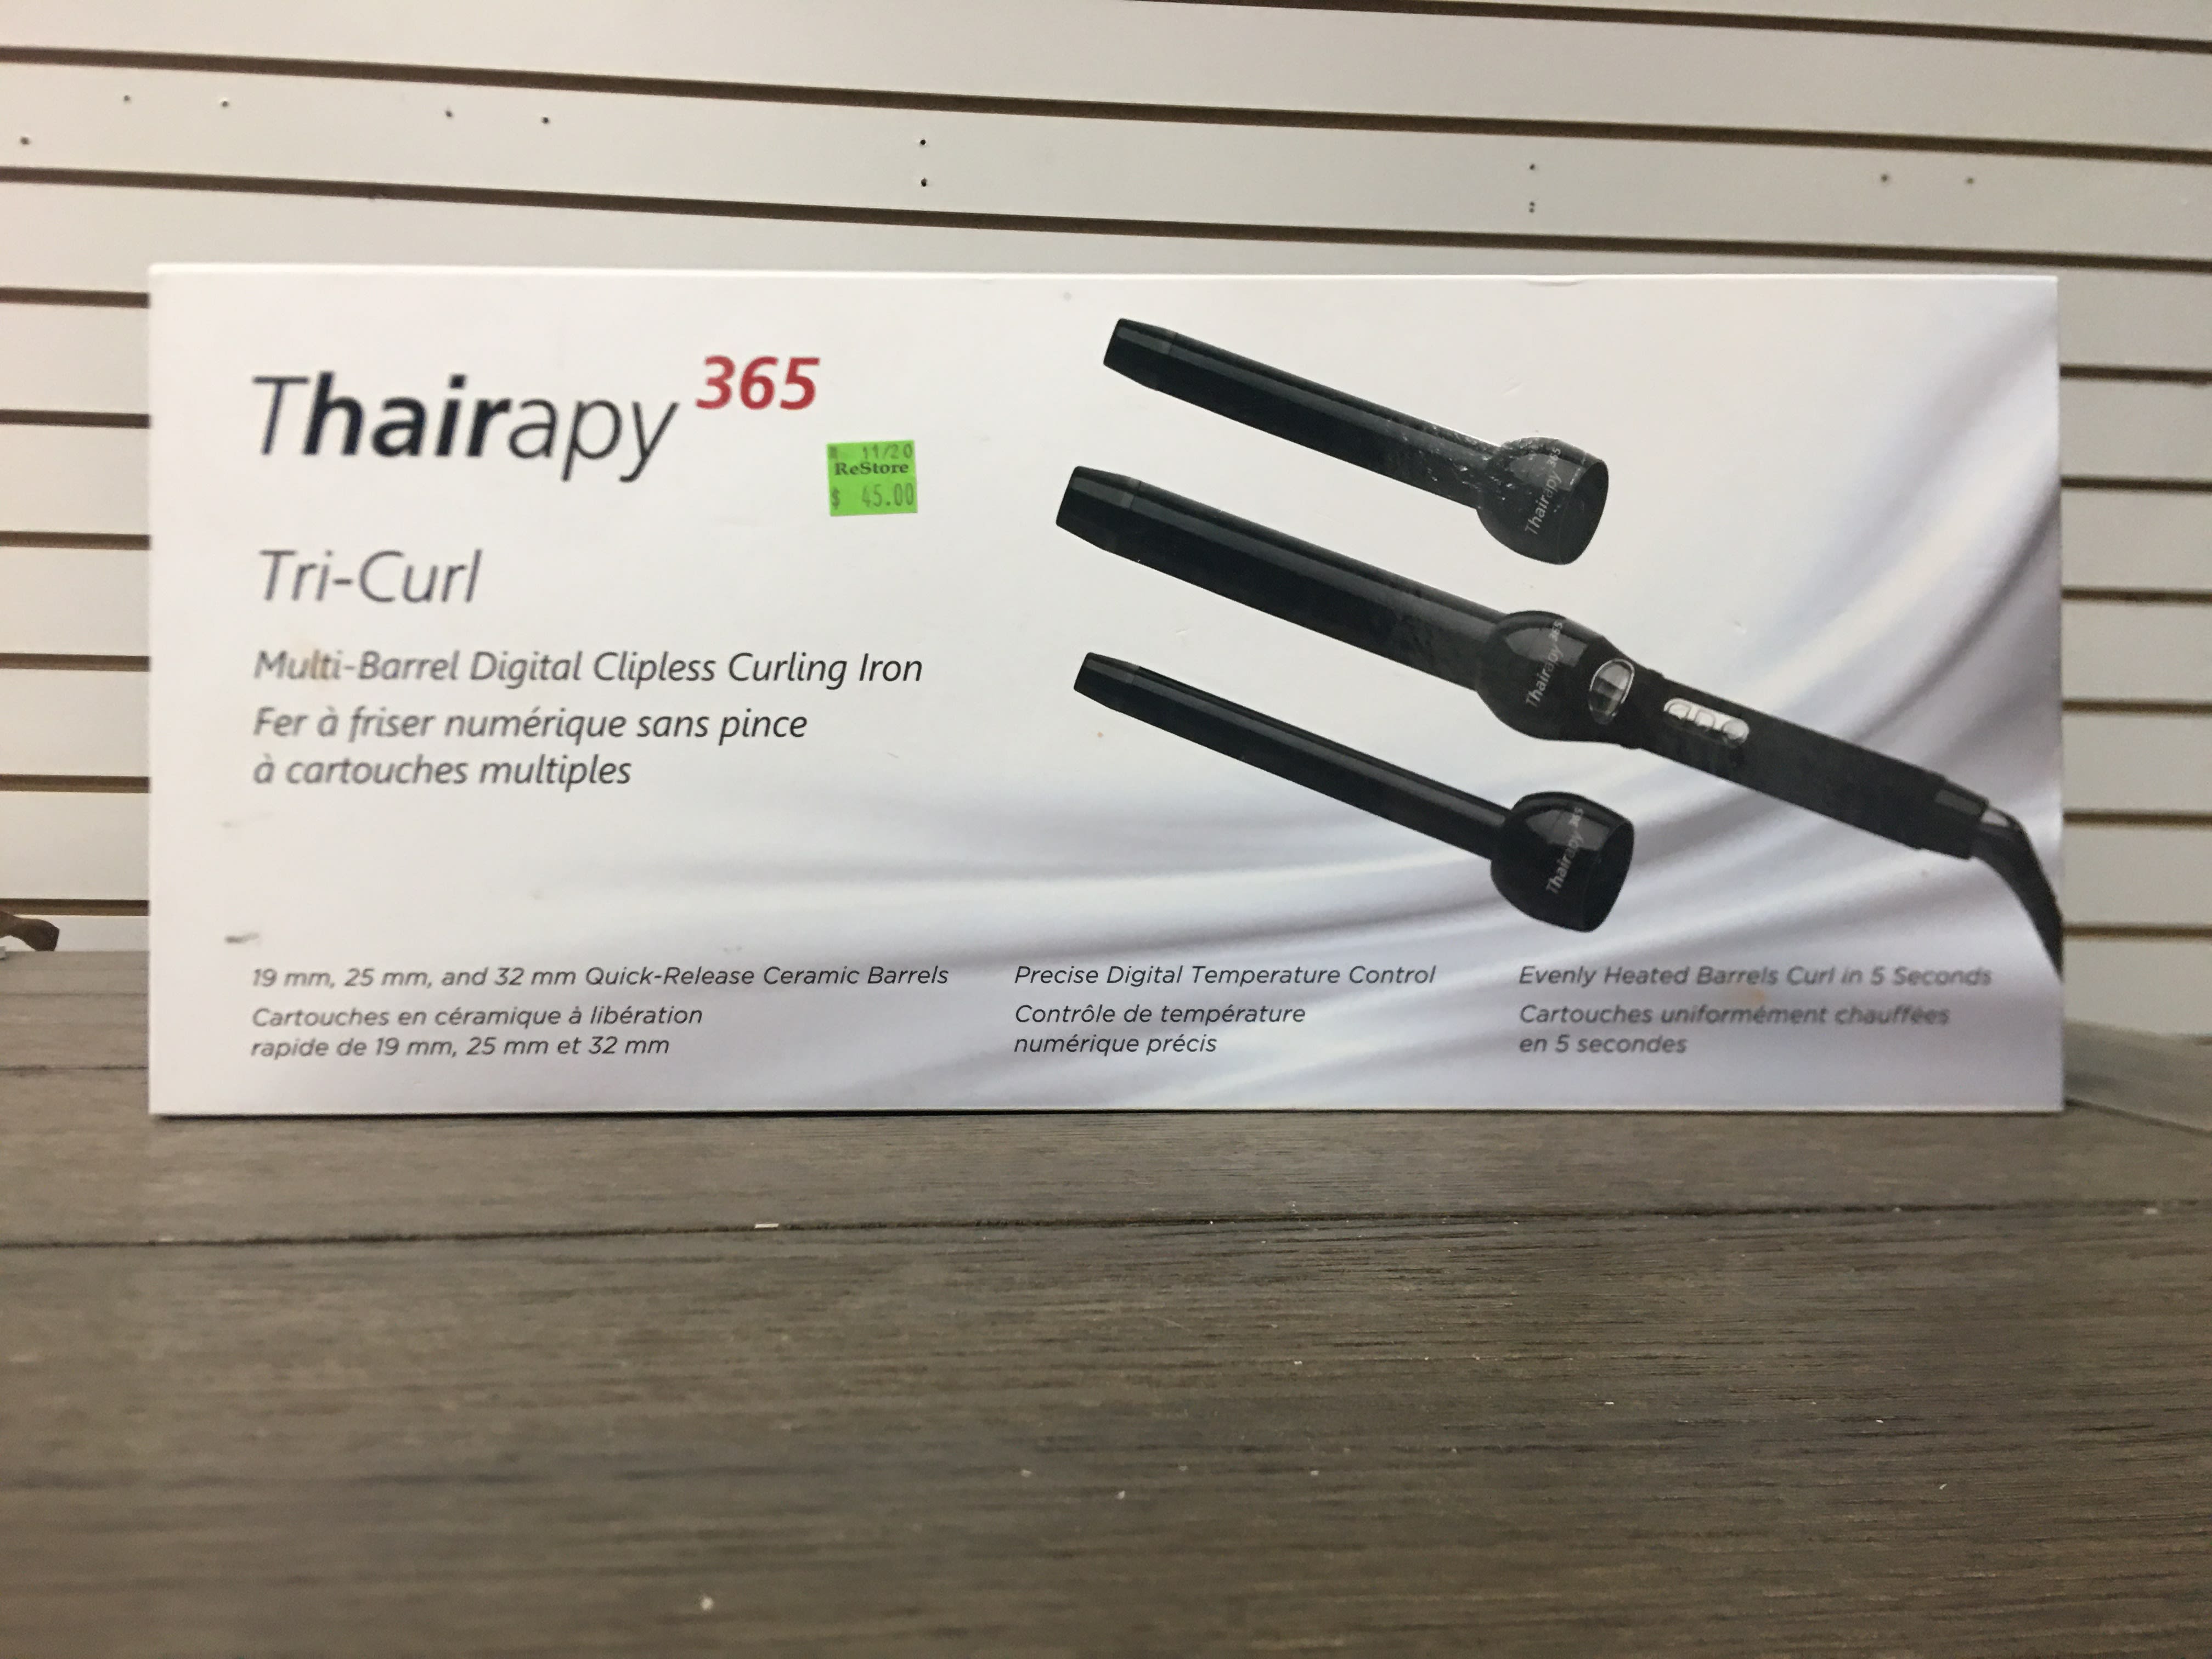 Thairapy 365
11/20
ReStore
$ 45.00
Tri-Curl
Multi-Barrel Digital Clipless Curling Iron
Fer à friser numérique sans pince
à cartouches multiples
Thairapy 365
Thairapy 365
Thairapy 365
19 mm, 25 mm, and 32 mm Quick-Release Ceramic Barrels
Cartouches en céramique à libération
rapide de 19 mm, 25 mm et 32 mm
Precise Digital Temperature Control
Contrôle de température
numérique précis
Evenly Heated Barrels Curl in 5 Seconds
Cartouches uniformément chauffées
en 5 secondes